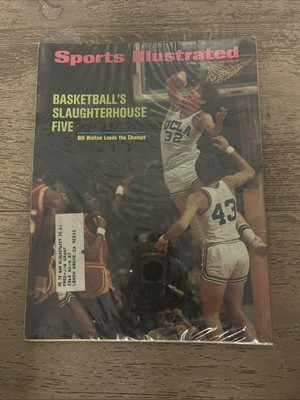 Sports Illustrated
BASKETBALL'S
SLAUGHTERHOUSE
FIVE
Bill Walton Leads the Champs
UCLA
32
43